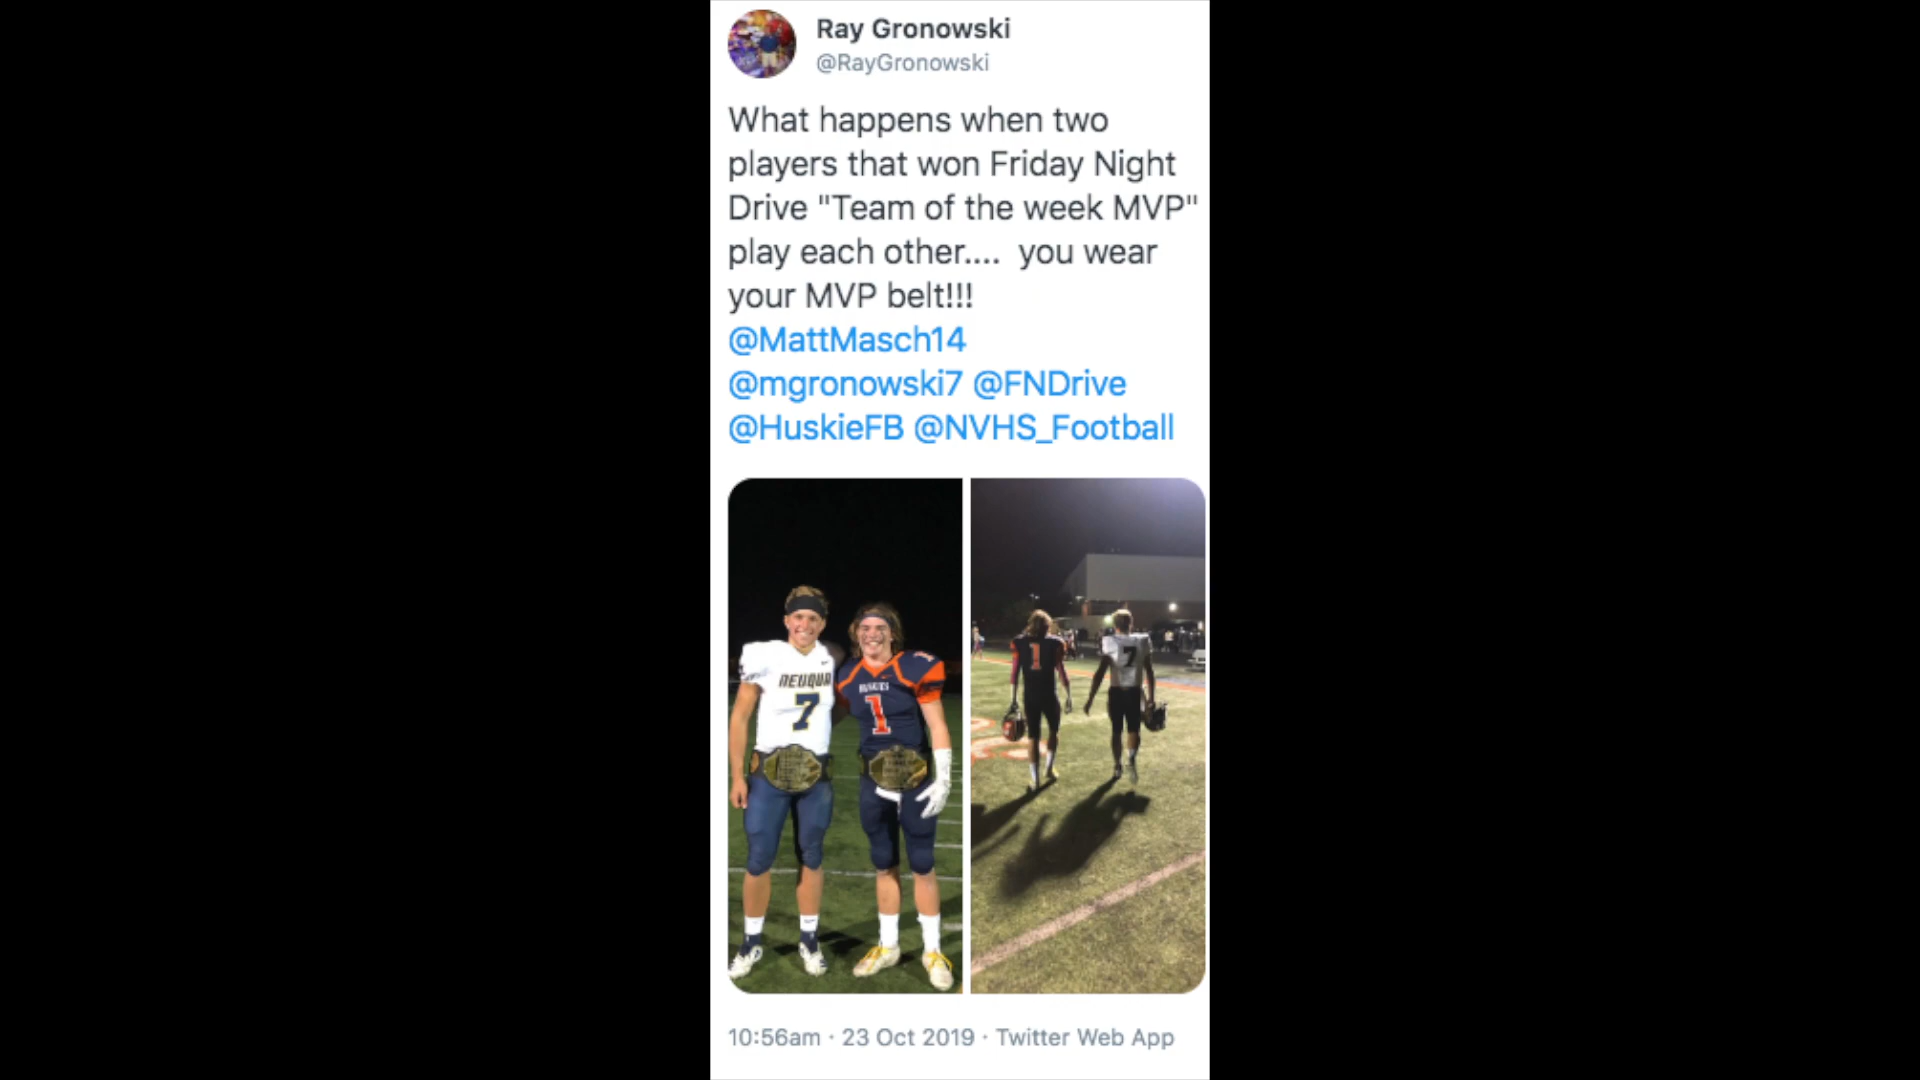 Ray Gronowski
@RayGronowski
What happens when two
players that won Friday Night
Drive "Team of the week MVP"
play each other....  you wear
your MVP belt!!!
@MattMasch14
@mgronowski7 @FNDrive
@HuskieFB @NVHS_Football
NEUQUA
7
HUSKIES
1
1
1
7
10:56am · 23 Oct 2019 · Twitter Web App